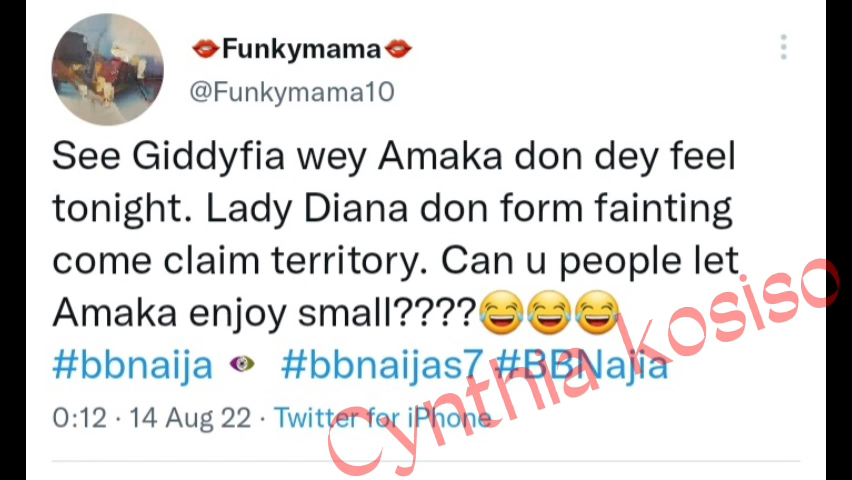 💋Funkymama💋
@Funkymama10
See Giddyfia wey Amaka don dey feel
tonight. Lady Diana don form fainting
come claim territory. Can u people let
Amaka enjoy small????😂😂😂
#bbnaija #bbnaijas7 #BBNajia
0:12 · 14 Aug 22 · Twitter for iPhone
Cynthia kosiso